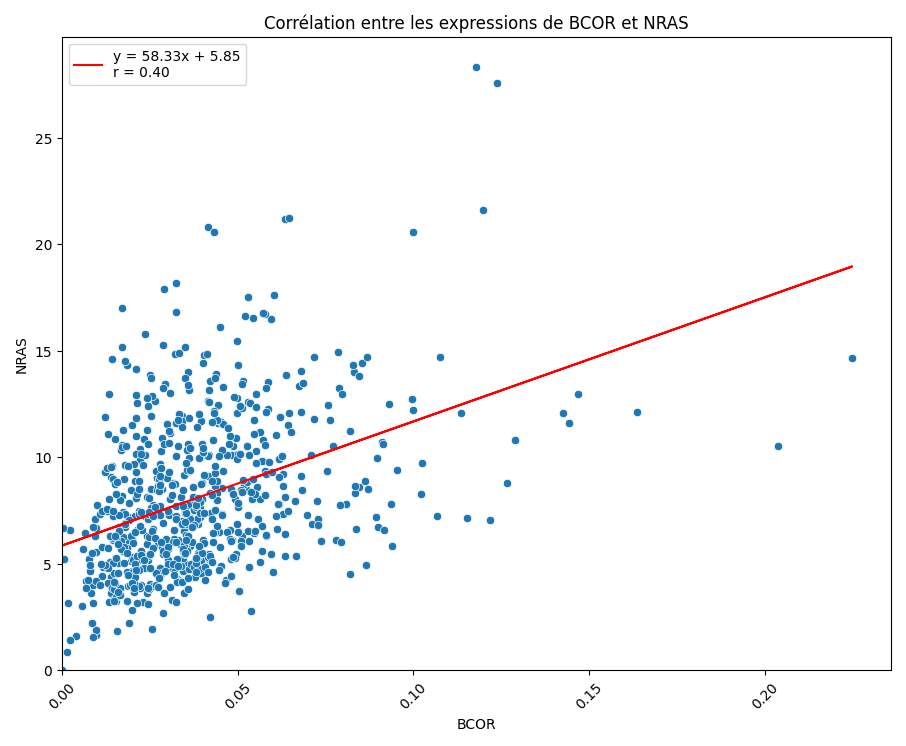 Corrélation entre les expressions de BCOR et NRAS
y = 58.33x + 5.85
r = 0.40
25
20
15
10
5
0
NRAS
0.00
0.05
0.10
0.15
0.20
BCOR